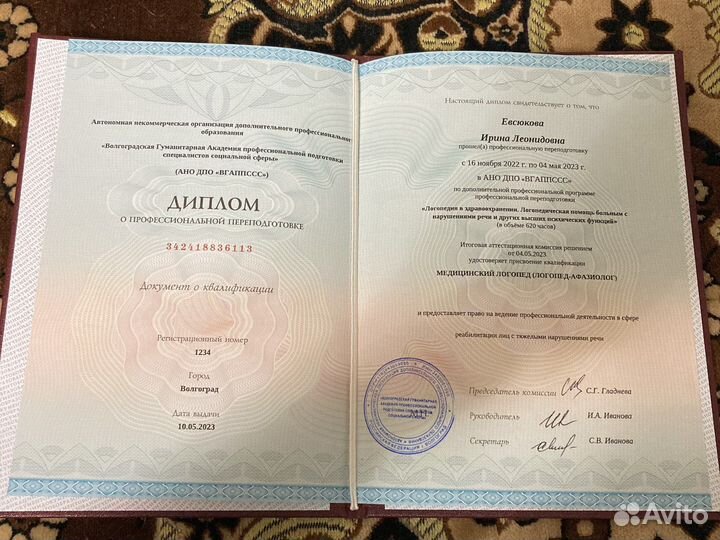 Автономная некоммерческая организация дополнительного профессионального
образования
«Волгоградская Гуманитарная Академия профессиональной подготовки
специалистов социальной сферы»
(АНО ДПО «ВГАППССС»)
ДИПЛОМ
О ПРОФЕССИОНАЛЬНОЙ ПЕРЕПОДГОТОВКЕ
342418836113
Документ о квалификации
Регистрационный номер
1234
Город
Волгоград
Дата выдачи
10.05.2023
Настоящий диплом свидетельствует о том, что
Евсюкова
Ирина Леонидовна
прошел(а) профессиональную переподготовку
с 16 ноября 2022 г. по 04 мая 2023 г.
в АНО ДПО «ВГАППССС»
по дополнительной профессиональной программе
профессиональной переподготовки
«Логопедия в здравоохранении. Логопедическая помощь больным с
нарушениями речи и других высших психических функций»
(в объёме 620 часов)
Итоговая аттестационная комиссия решением
от 04.05.2023
удостоверяет присвоение квалификации
МЕДИЦИНСКИЙ ЛОГОПЕД (ЛОГОПЕД-АФАЗИОЛОГ)
и предоставляет право на ведение профессиональной деятельности в сфере
реабилитации лиц с тяжелыми нарушениями речи
Председатель комиссии С.Г. Гладнева
Руководитель И.А. Иванова
Секретарь С.В. Иванова
Avito